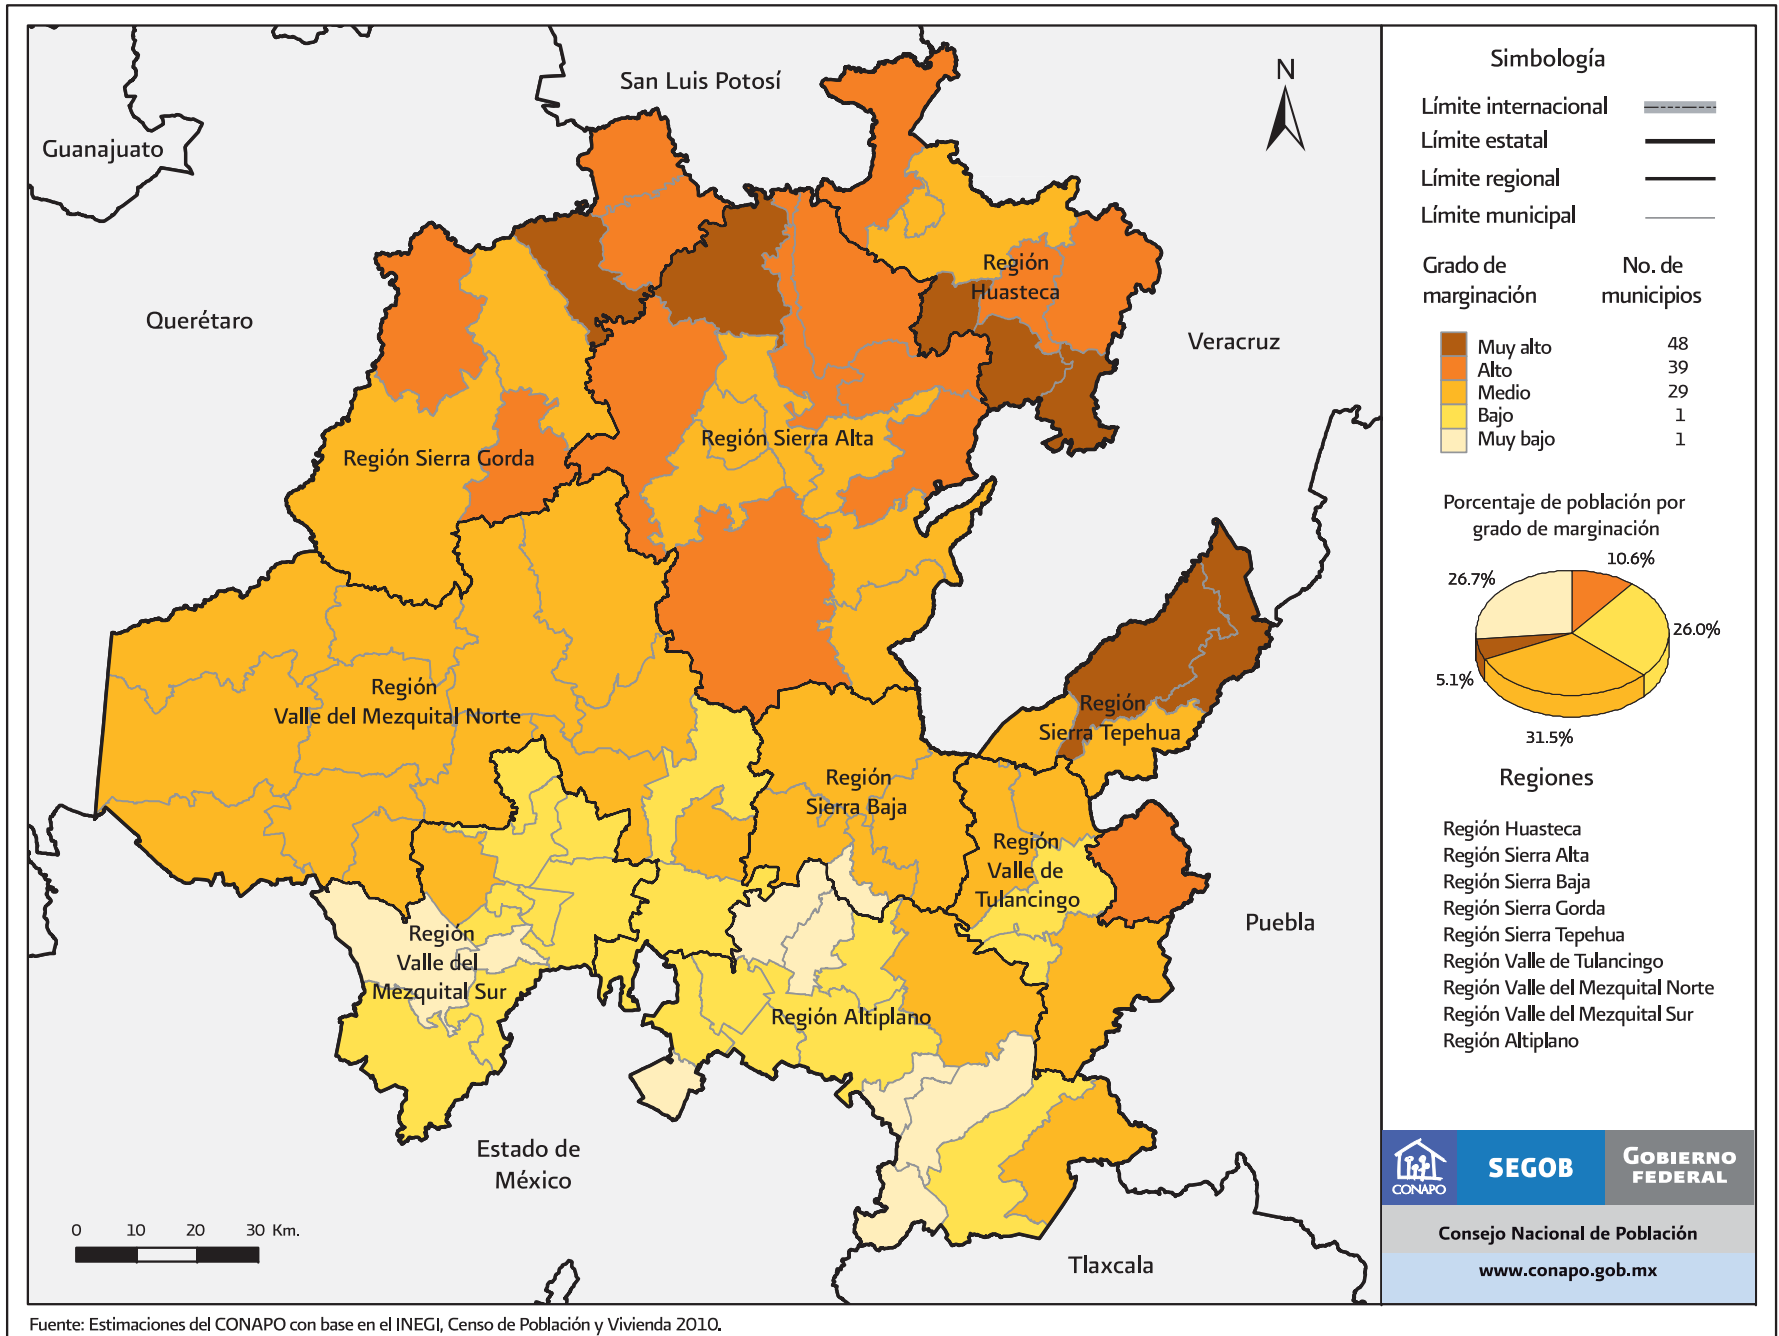 San Luis Potosí
Guanajuato
Querétaro
Veracruz
Puebla
Tlaxcala
Estado de
México
N
Región
Huasteca
Región Sierra Alta
Región Sierra Gorda
Región
Valle del Mezquital Norte
Región
Sierra Tepehua
Región
Sierra Baja
Región
Valle de
Tulancingo
Región
Valle del
Mezquital Sur
Región Altiplano
0 10 20 30 Km.
Simbología
Límite internacional
Límite estatal
Límite regional
Límite municipal
Grado de
marginación
No. de
municipios
Muy alto 48
Alto 39
Medio 29
Bajo 1
Muy bajo 1
Porcentaje de población por
grado de marginación
10.6%
26.7%
26.0%
5.1%
31.5%
Regiones
Región Huasteca
Región Sierra Alta
Región Sierra Baja
Región Sierra Gorda
Región Sierra Tepehua
Región Valle de Tulancingo
Región Valle del Mezquital Norte
Región Valle del Mezquital Sur
Región Altiplano
CONAPO
SEGOB
GOBIERNO
FEDERAL
Consejo Nacional de Población
www.conapo.gob.mx
Fuente: Estimaciones del CONAPO con base en el INEGI, Censo de Población y Vivienda 2010.